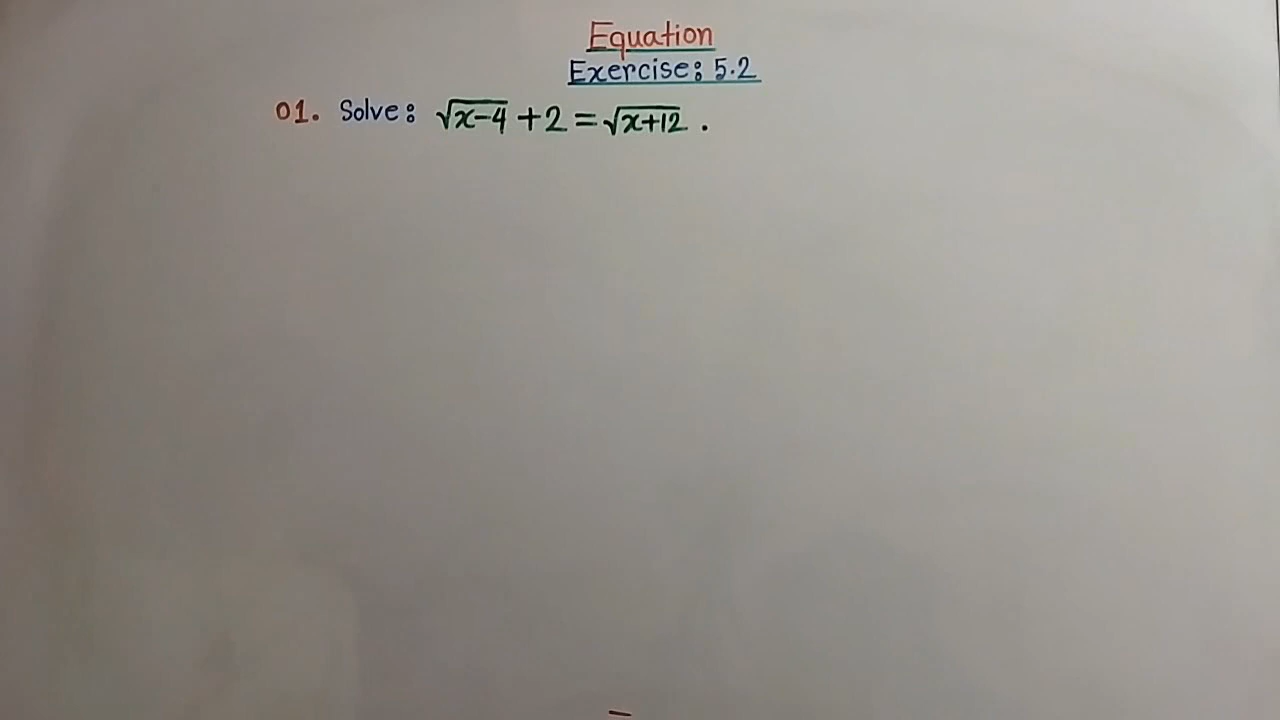 Equation
Exercise: 5.2
01. Solve: √x-4 + 2 = √x+12 .